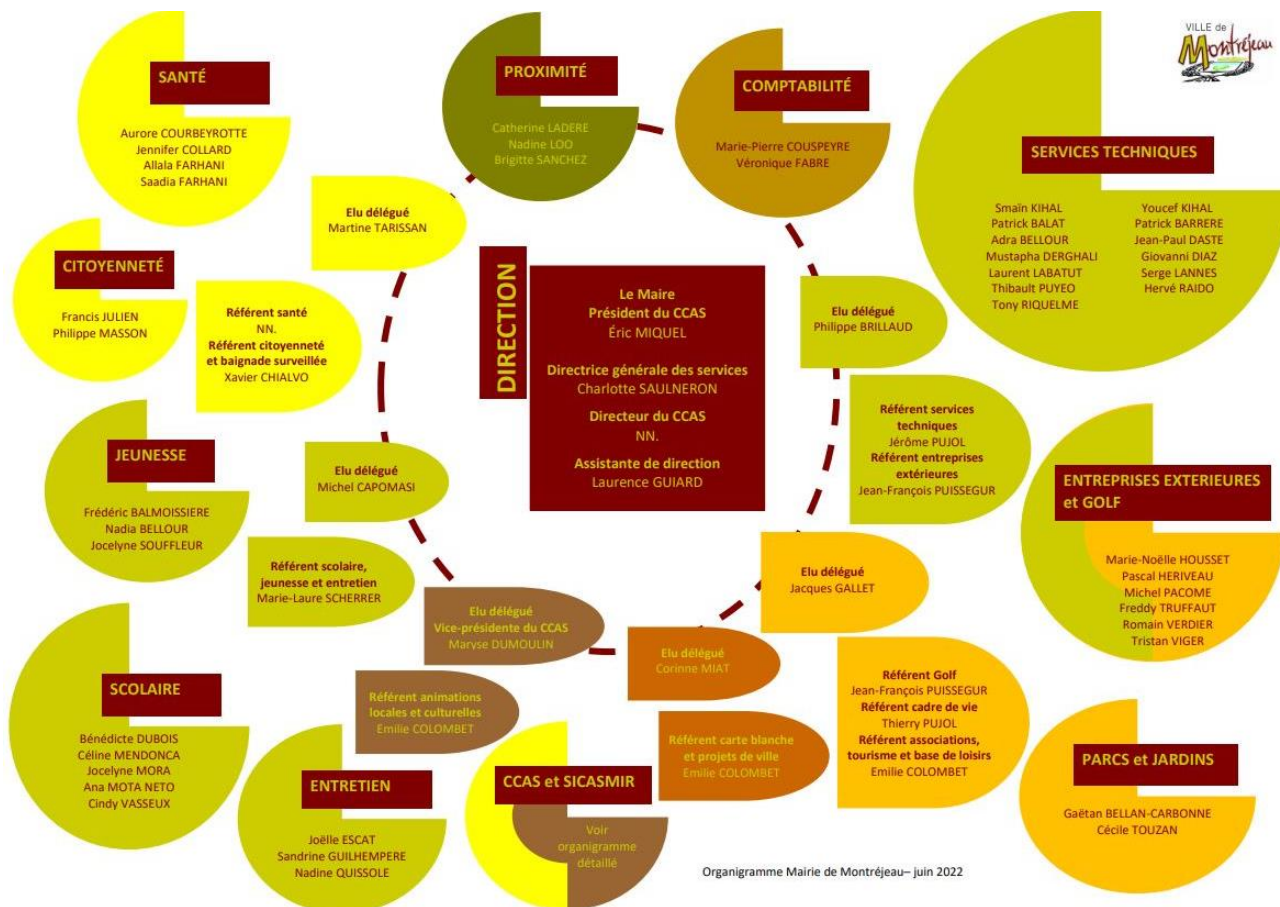 SANTÉ
Aurore COURBEYROTTE
Jennifer COLLARD
Allala FARHANI
Saadia FARHANI
PROXIMITÉ
Catherine LADERE
Nadine LOO
Brigitte SANCHEZ
COMPTABILITÉ
Marie-Pierre COUSPEYRE
Véronique FABRE
VILLE de
Montréjeau
SERVICES TECHNIQUES
Smaïn KIHAL
Patrick BALAT
Adra BELLOUR
Mustapha DERGHALI
Laurent LABATUT
Thibault PUYEO
Tony RIQUELME
Youcef KIHAL
Patrick BARRERE
Jean-Paul DASTE
Giovanni DIAZ
Serge LANNES
Hervé RAIDO
Elu délégué
Martine TARISSAN
CITOYENNETÉ
Francis JULIEN
Philippe MASSON
Référent santé
NN.
Référent citoyenneté
et baignade surveillée
Xavier CHIALVO
DIRECTION
Le Maire
Président du CCAS
Éric MIQUEL
Directrice générale des services
Charlotte SAULNERON
Directeur du CCAS
NN.
Assistante de direction
Laurence GUIARD
Elu délégué
Philippe BRILLAUD
Référent services
techniques
Jérôme PUJOL
Référent entreprises
extérieures
Jean-François PUISSEGUR
JEUNESSE
Frédéric BALMOISSIERE
Nadia BELLOUR
Jocelyne SOUFFLEUR
Elu délégué
Michel CAPOMASI
ENTREPRISES EXTERIEURES
et GOLF
Marie-Noëlle HOUSSET
Pascal HERIVEAU
Michel PACOME
Freddy TRUFFAUT
Romain VERDIER
Tristan VIGER
Référent scolaire,
jeunesse et entretien
Marie-Laure SCHERRER
Elu délégué
Vice-présidente du CCAS
Maryse DUMOULIN
Elu délégué
Jacques GALLET
Elu délégué
Corinne MIAT
SCOLAIRE
Bénédicte DUBOIS
Céline MENDONCA
Jocelyne MORA
Ana MOTA NETO
Cindy VASSEUX
Référent animations
locales et culturelles
Emilie COLOMBET
Référent carte blanche
et projets de ville
Emilie COLOMBET
Référent Golf
Jean-François PUISSEGUR
Référent cadre de vie
Thierry PUJOL
Référent associations,
tourisme et base de loisirs
Emilie COLOMBET
ENTRETIEN
Joëlle ESCAT
Sandrine GUILHEMPERE
Nadine QUISSOLE
CCAS et SICASMIR
Voir
organigramme
détaillé
PARCS et JARDINS
Gaëtan BELLAN-CARBONNE
Cécile TOUZAN
Organigramme Mairie de Montréjeau– juin 2022